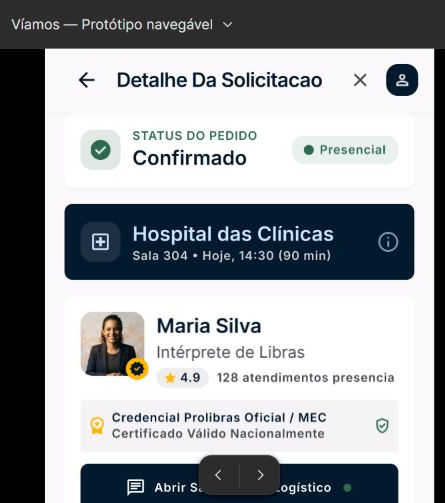 Víamos — Protótipo navegável
Detalhe Da Solicitacao
STATUS DO PEDIDO
Confirmado
Presencial
Hospital das Clínicas
Sala 304 • Hoje, 14:30 (90 min)
Maria Silva
Intérprete de Libras
4.9 128 atendimentos presencia
Credencial Prolibras Oficial / MEC
Certificado Válido Nacionalmente
Abrir